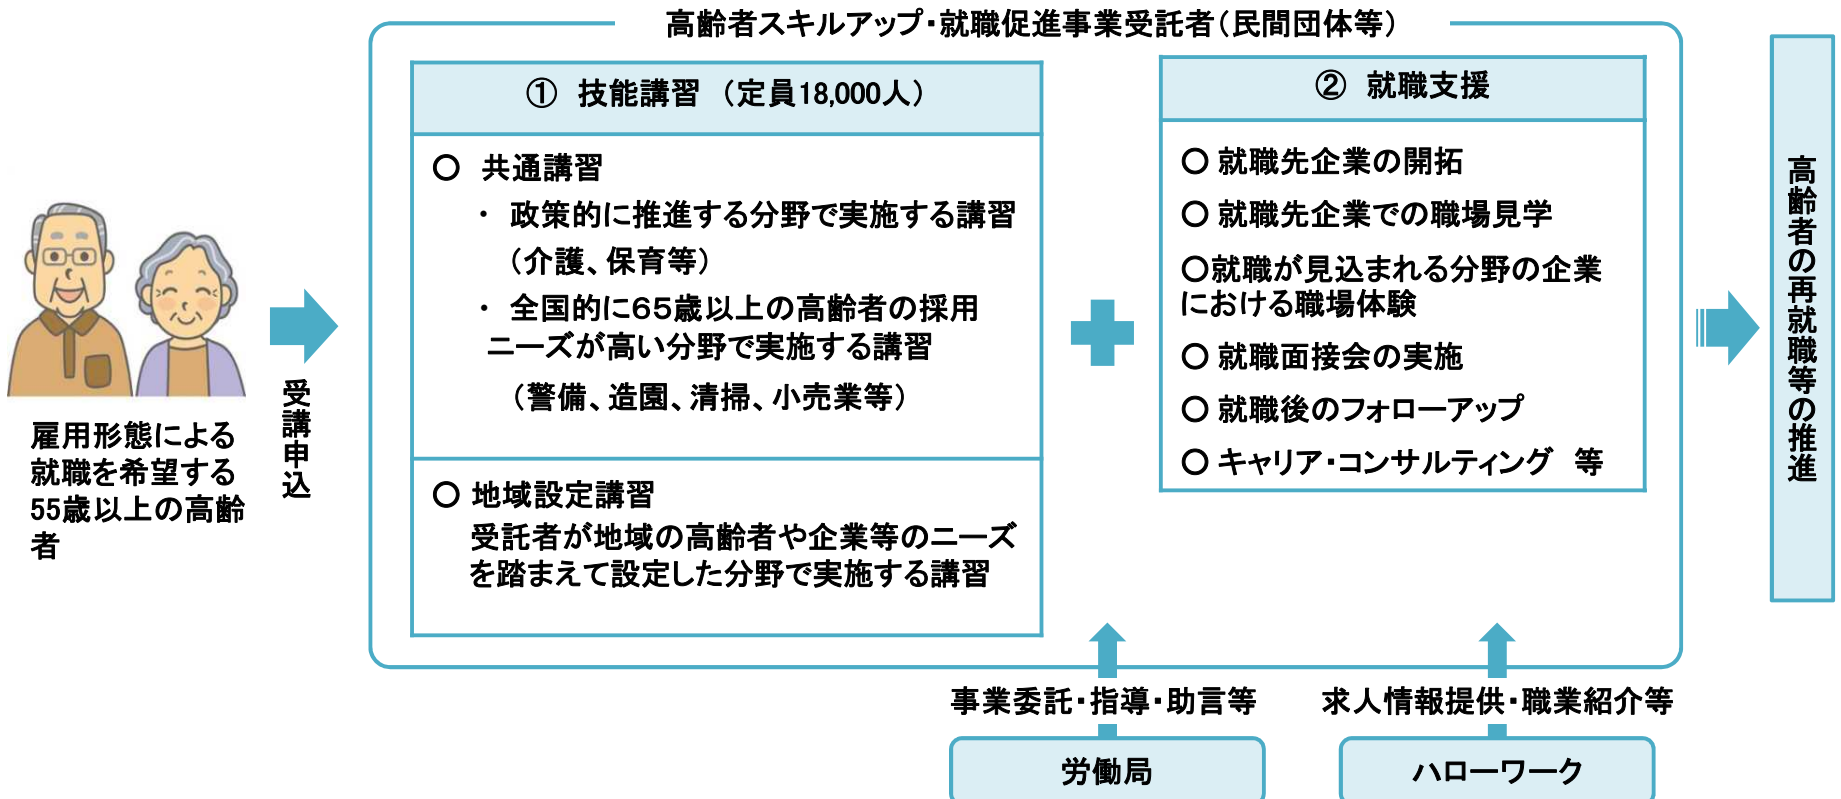 高齢者スキルアップ・就職促進事業受託者（民間団体等）
① 技能講習 （定員18,000人）
○ 共通講習
・ 政策的に推進する分野で実施する講習
（介護、保育等）
・ 全国的に６５歳以上の高齢者の採用
ニーズが高い分野で実施する講習
（警備、造園、清掃、小売業等）
○ 地域設定講習
受託者が地域の高齢者や企業等のニーズ
を踏まえて設定した分野で実施する講習
② 就職支援
○ 就職先企業の開拓
○ 就職先企業での職場見学
○就職が見込まれる分野の企業
における職場体験
○ 就職面接会の実施
○ 就職後のフォローアップ
○ キャリア・コンサルティング 等
雇用形態による
就職を希望する
55歳以上の高齢
者
受講申込
高齢者の再就職等の推進
事業委託・指導・助言等
求人情報提供・職業紹介等
労働局
ハローワーク